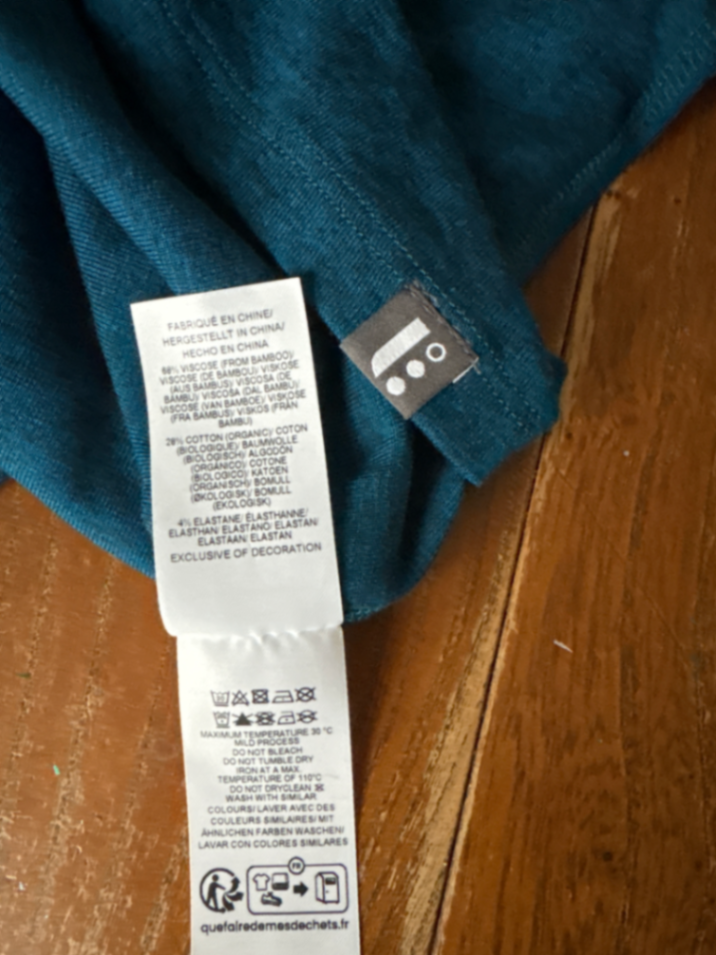 FABRIQUÉ EN CHINE/
HERGESTELLT IN CHINA/
HECHO EN CHINA
68% VISCOSE (FROM BAMBOO)/
VISCOSE (DE BAMBOU)/ VISKOSE
(AUS BAMBUS)/ VISCOSA (DE
BAMBÚ)/ VISCOSA (DAL BAMBU)/
VISCOSE (VAN BAMBOE)/ VISKOSE
(FRA BAMBUS)/ VISKOS (FRÅN
BAMBU)
28% COTTON (ORGANIC)/ COTON
(BIOLOGIQUE)/ BAUMWOLLE
(BIOLOGISCH)/ ALGODÓN
(ORGÁNICO)/ COTONE
(BIOLOGICO)/ KATOEN
(ORGANISCH)/ BOMULL
(ØKOLOGISK)/ BOMULL
(EKOLOGISK)
4% ELASTANE/ ÉLASTHANNE/
ELASTHAN/ ELASTANO/ ELASTAN/
ELASTAAN/ ELASTAN
EXCLUSIVE OF DECORATION
MAXIMUM TEMPERATURE 30 °C
MILD PROCESS
DO NOT BLEACH
DO NOT TUMBLE DRY
IRON AT A MAX.
TEMPERATURE OF 110°C
DO NOT DRYCLEAN
WASH WITH SIMILAR
COLOURS/ LAVER AVEC DES
COULEURS SIMILAIRES/ MIT
ÄHNLICHEN FARBEN WASCHEN/
LAVAR CON COLORES SIMILARES
FR
quefairedemesdechets.fr